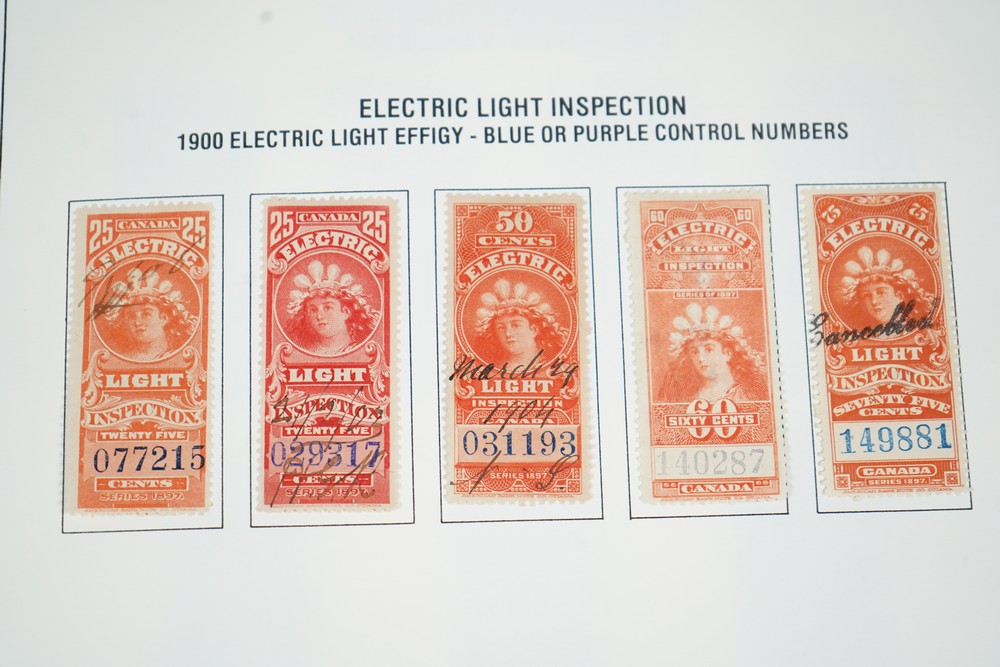 ELECTRIC LIGHT INSPECTION
1900 ELECTRIC LIGHT EFFIGY - BLUE OR PURPLE CONTROL NUMBERS
25 CANADA 25
ELECTRIC
LIGHT
INSPECTION
TWENTY FIVE
077215
CENTS
SERIES 1897.
25 CANADA 25
ELECTRIC
LIGHT
INSPECTION
TWENTY FIVE
029317
CENTS
SERIES 1897.
50
CENTS
ELECTRIC
March 24
LIGHT
INSPECTION
1904
CANADA
031193
SERIES 1897
60 60
ELECTRIC
LIGHT
INSPECTION
SERIES OF 1897
60
SIXTY CENTS
140287
CANADA
75 75
ELECTRIC
Cancelled
LIGHT
INSPECTION
SEVENTY FIVE
CENTS
149881
CANADA
SERIES 1897.